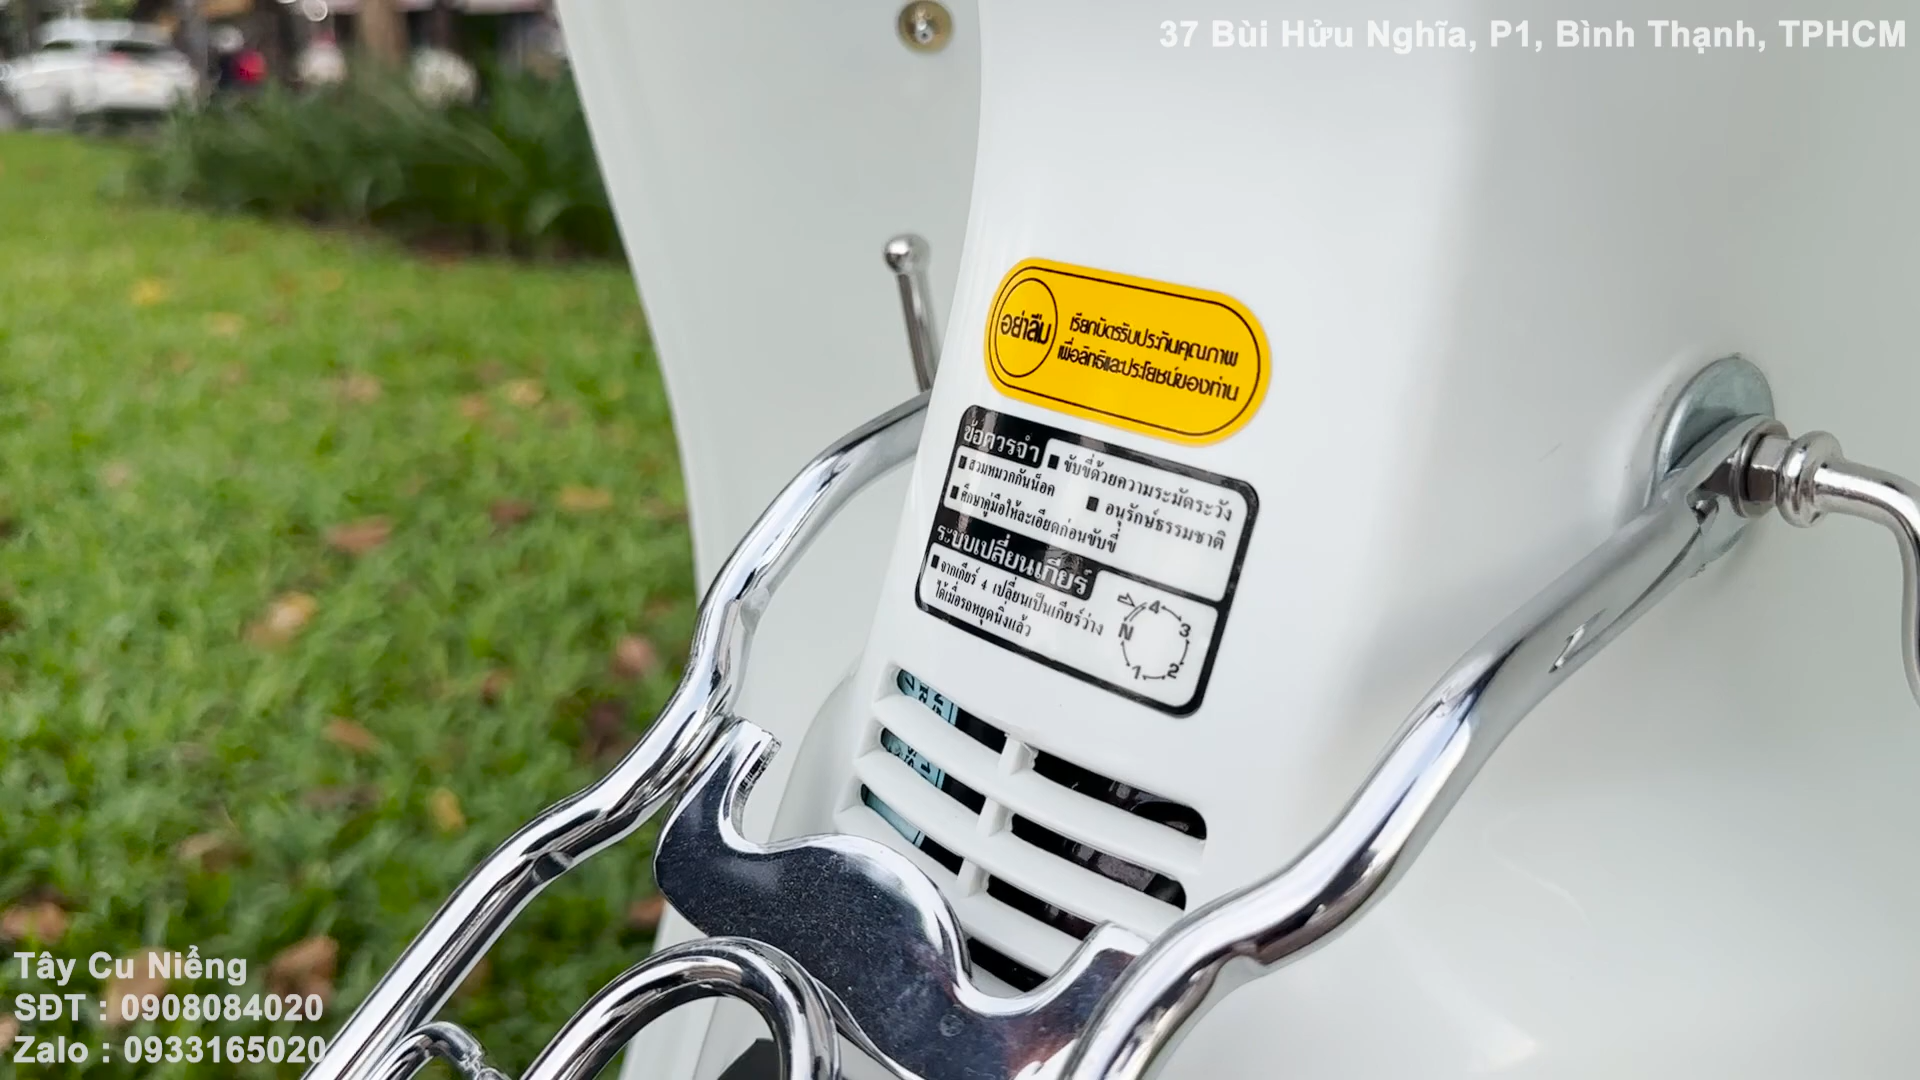 37 Bùi Hửu Nghĩa, P1, Bình Thạnh, TPHCM
อย่าลืม
เรียกบัตรรับประกันคุณภาพ
เพื่อสิทธิและประโยชน์ของท่าน
ข้อควรจำ
■ ขับขี่ด้วยความระมัดระวัง
■ สวมหมวกกันน็อค
■ อนุรักษ์ธรรมชาติ
■ ศึกษาคู่มือให้ละเอียดก่อนขับขี่
ระบบเปลี่ยนเกียร์
■ จากเกียร์ 4 เปลี่ยนเป็นเกียร์ว่าง
ได้เมื่อรถหยุดนิ่งแล้ว
4
N
3
1
2
Tây Cu Niểng
SĐT : 0908084020
Zalo : 0933165020